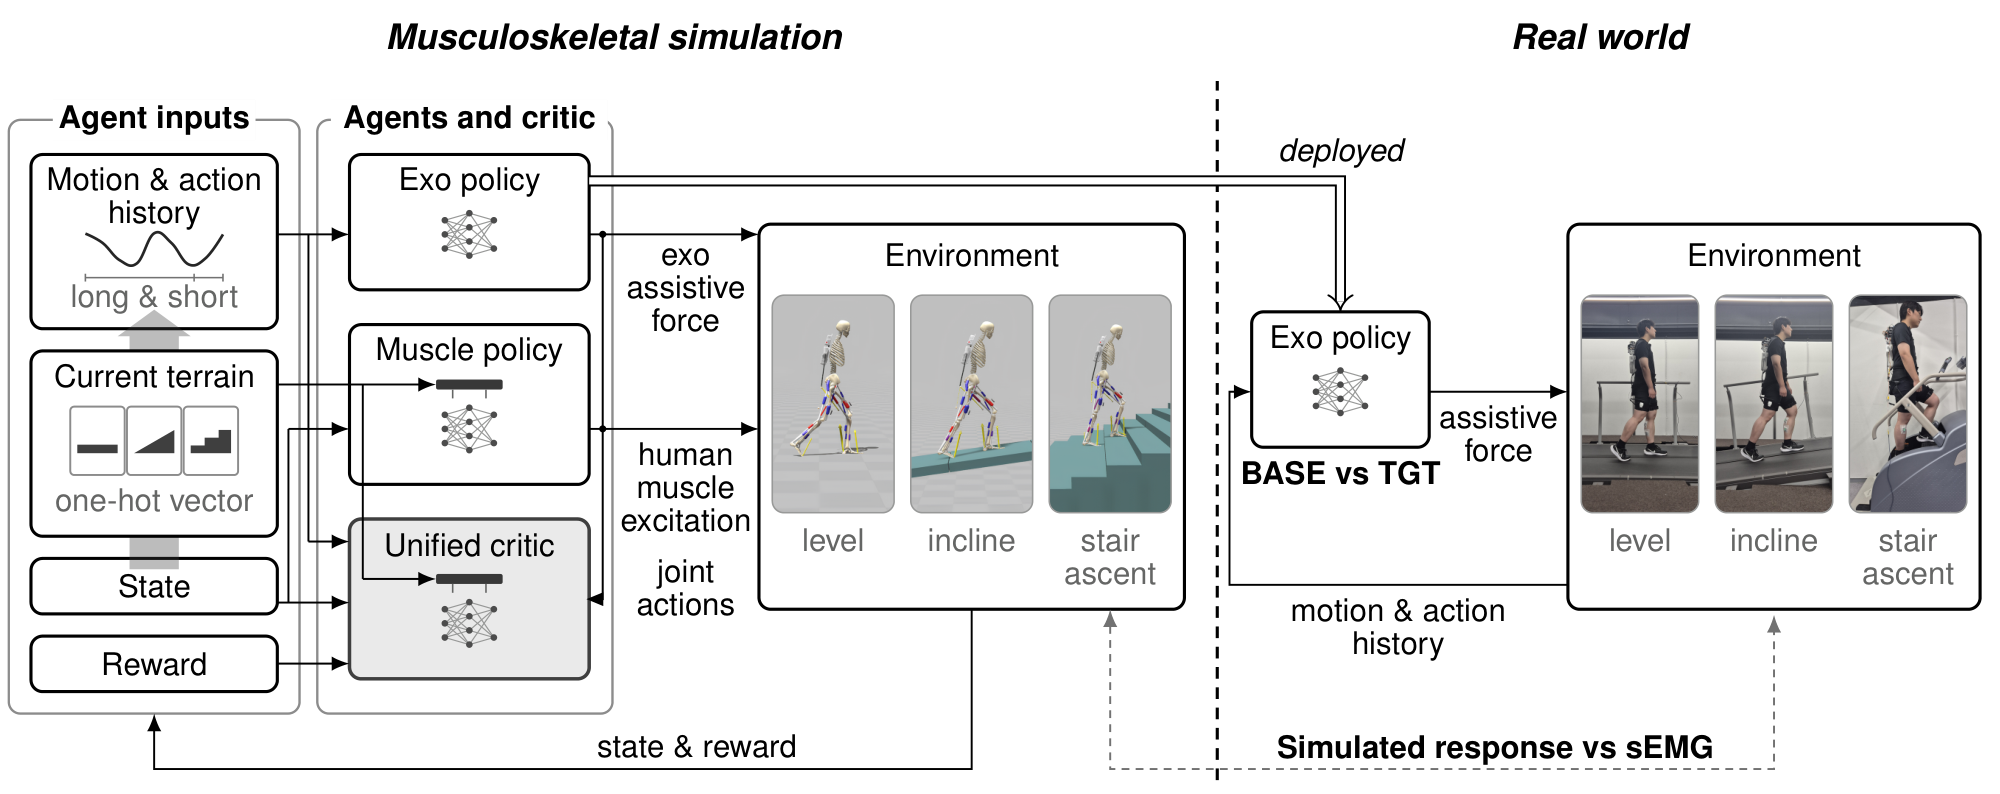 Musculoskeletal simulation
Real world
Agent inputs
Agents and critic
Motion & action
history
long & short
Current terrain
one-hot vector
State
Reward
Exo policy
Muscle policy
Unified critic
exo
assistive
force
human
muscle
excitation
joint
actions
Environment
level
incline
stair
ascent
state & reward
deployed
Exo policy
BASE vs TGT
assistive
force
motion & action
history
Environment
level
incline
stair
ascent
Simulated response vs sEMG